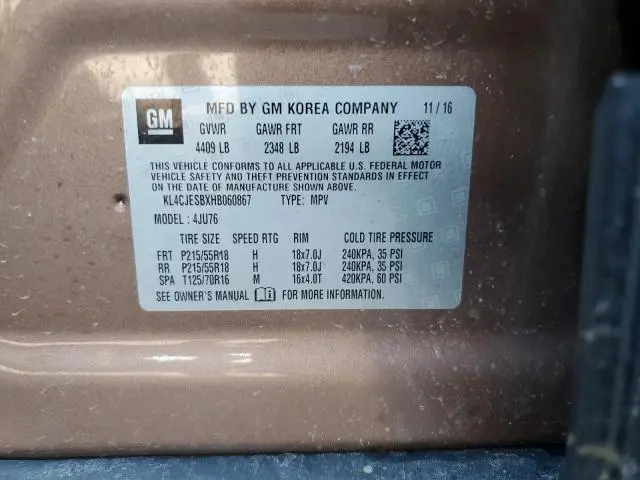 GM
MFD BY GM KOREA COMPANY 11/16
GVWR GAWR FRT GAWR RR
4409 LB 2348 LB 2194 LB
THIS VEHICLE CONFORMS TO ALL APPLICABLE U.S. FEDERAL MOTOR
VEHICLE SAFETY AND THEFT PREVENTION STANDARDS IN EFFECT
ON THE DATE OF MANUFACTURE SHOWN ABOVE.
KL4CJESBXHB060867 TYPE: MPV
MODEL: 4JU76
TIRE SIZE SPEED RTG RIM COLD TIRE PRESSURE
FRT P215/55R18 H 18x7.0J 240KPA, 35 PSI
RR P215/55R18 H 18x7.0J 240KPA, 35 PSI
SPA T125/70R16 M 16x4.0T 420KPA, 60 PSI
SEE OWNER'S MANUAL FOR MORE INFORMATION.